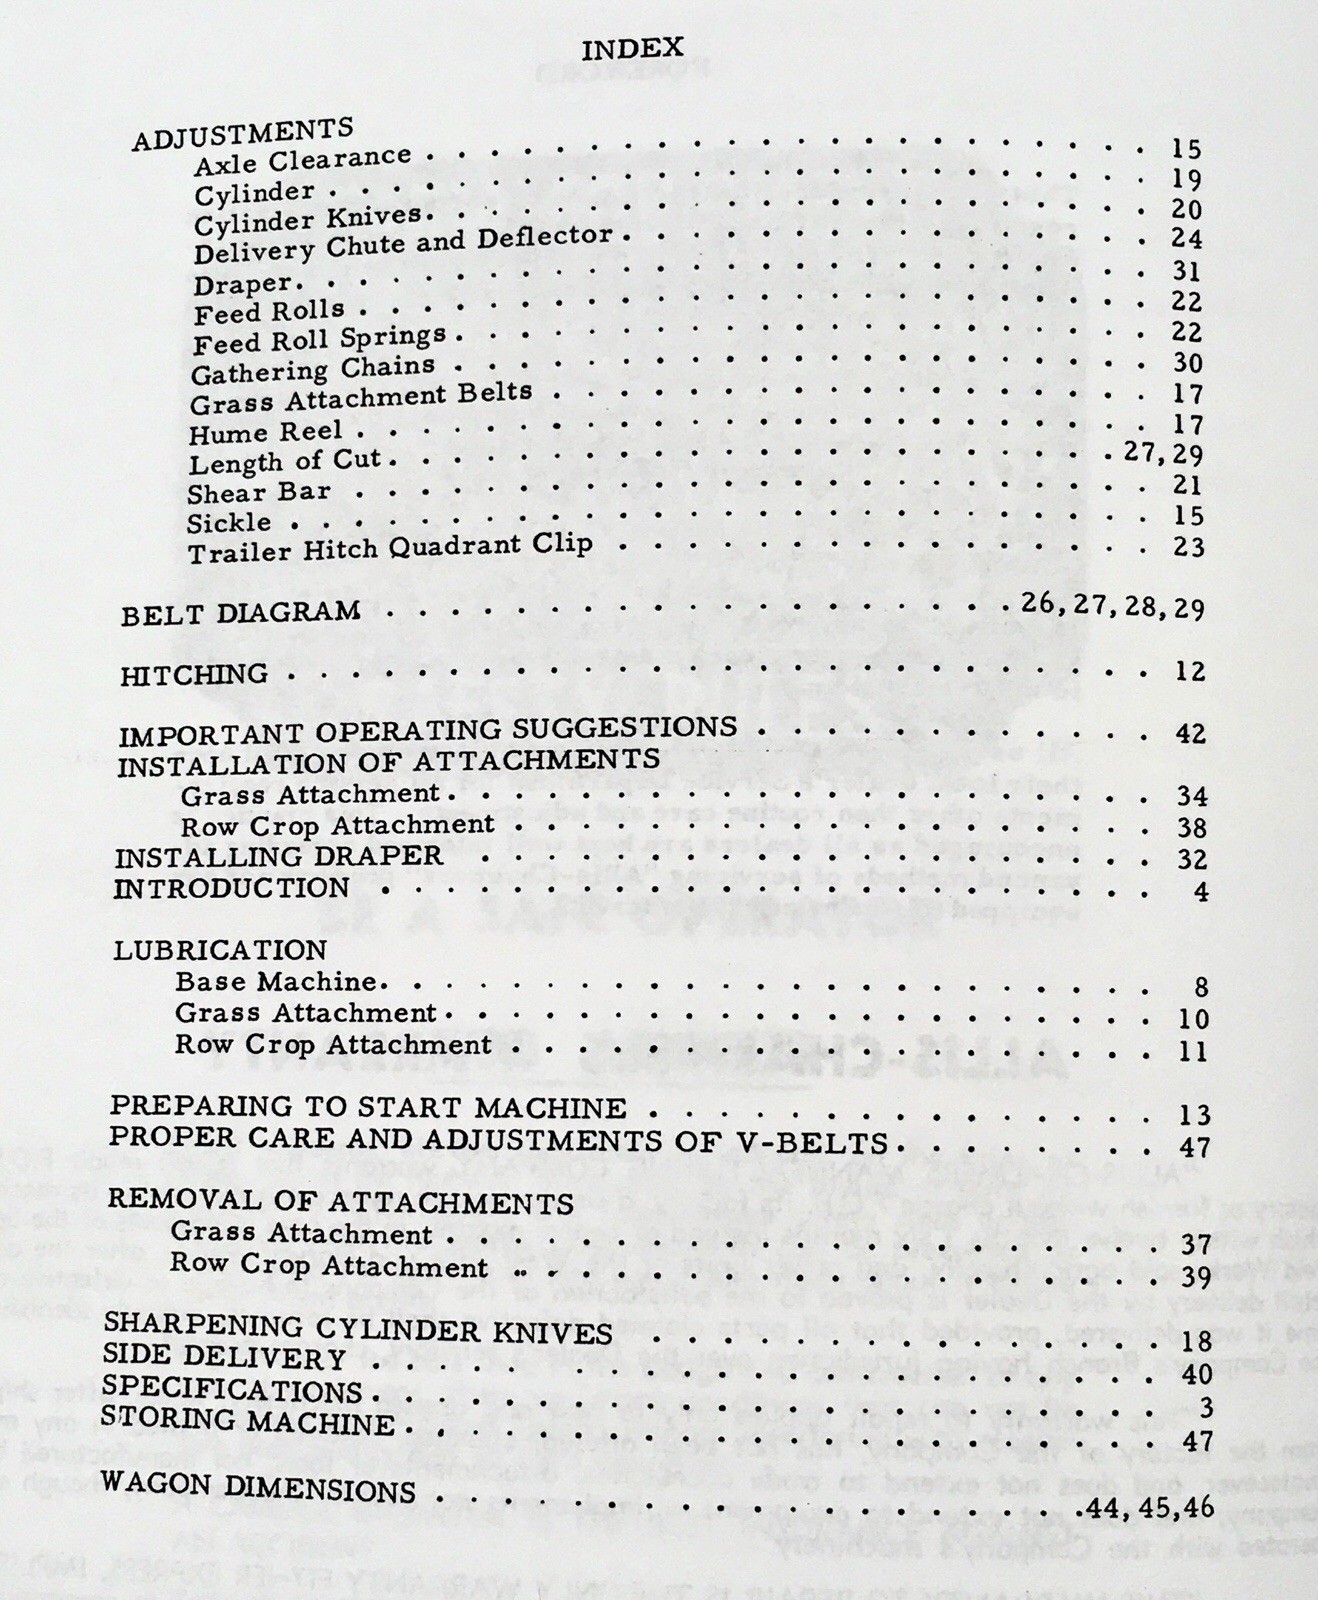 INDEX
ADJUSTMENTS
Axle Clearance . . . . . . . . . . . . . . . . . . . . . . 15
Cylinder . . . . . . . . . . . . . . . . . . . . . . . . . 19
Cylinder Knives. . . . . . . . . . . . . . . . . . . . . . 20
Delivery Chute and Deflector . . . . . . . . . . . . . . . . 24
Draper. . . . . . . . . . . . . . . . . . . . . . . . . . 31
Feed Rolls . . . . . . . . . . . . . . . . . . . . . . . . 22
Feed Roll Springs . . . . . . . . . . . . . . . . . . . . . 22
Gathering Chains . . . . . . . . . . . . . . . . . . . . . 30
Grass Attachment Belts . . . . . . . . . . . . . . . . . . 17
Hume Reel . . . . . . . . . . . . . . . . . . . . . . . . 17
Length of Cut . . . . . . . . . . . . . . . . . . . . . . 27, 29
Shear Bar . . . . . . . . . . . . . . . . . . . . . . . . 21
Sickle . . . . . . . . . . . . . . . . . . . . . . . . . . 15
Trailer Hitch Quadrant Clip . . . . . . . . . . . . . . . . 23
BELT DIAGRAM . . . . . . . . . . . . . . . . . . . 26, 27, 28, 29
HITCHING . . . . . . . . . . . . . . . . . . . . . . . . . 12
IMPORTANT OPERATING SUGGESTIONS . . . . . . . . . . . . 42
INSTALLATION OF ATTACHMENTS
Grass Attachment . . . . . . . . . . . . . . . . . . . . . 34
Row Crop Attachment . . . . . . . . . . . . . . . . . . . 38
INSTALLING DRAPER . . . . . . . . . . . . . . . . . . . . 32
INTRODUCTION . . . . . . . . . . . . . . . . . . . . . . . 4
LUBRICATION
Base Machine. . . . . . . . . . . . . . . . . . . . . . . 8
Grass Attachment . . . . . . . . . . . . . . . . . . . . . 10
Row Crop Attachment . . . . . . . . . . . . . . . . . . . 11
PREPARING TO START MACHINE . . . . . . . . . . . . . . . 13
PROPER CARE AND ADJUSTMENTS OF V-BELTS . . . . . . . . 47
REMOVAL OF ATTACHMENTS
Grass Attachment . . . . . . . . . . . . . . . . . . . . . 37
Row Crop Attachment . . . . . . . . . . . . . . . . . . . 39
SHARPENING CYLINDER KNIVES . . . . . . . . . . . . . . . 18
SIDE DELIVERY . . . . . . . . . . . . . . . . . . . . . . 40
SPECIFICATIONS . . . . . . . . . . . . . . . . . . . . . . 3
STORING MACHINE . . . . . . . . . . . . . . . . . . . . . 47
WAGON DIMENSIONS . . . . . . . . . . . . . . . . . . 44, 45, 46